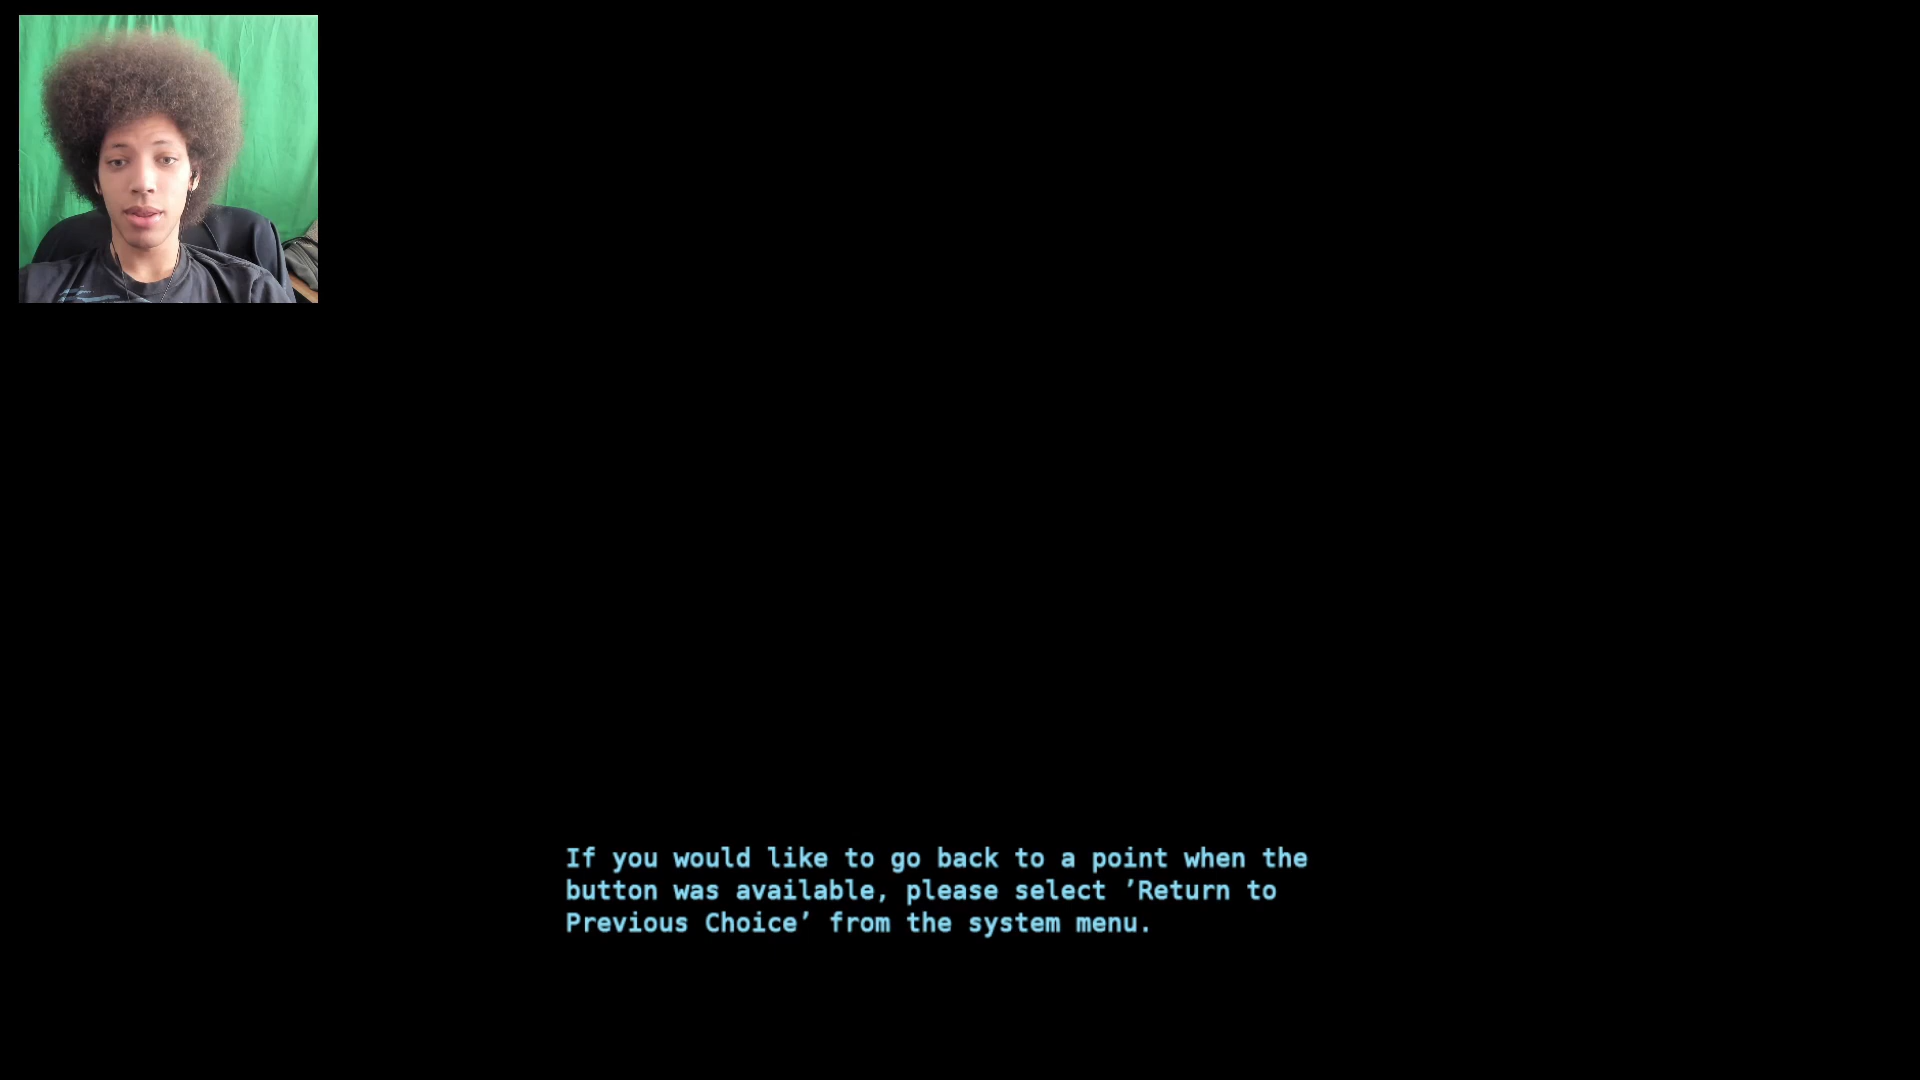 If you would like to go back to a point when the
button was available, please select ’Return to
Previous Choice’ from the system menu.